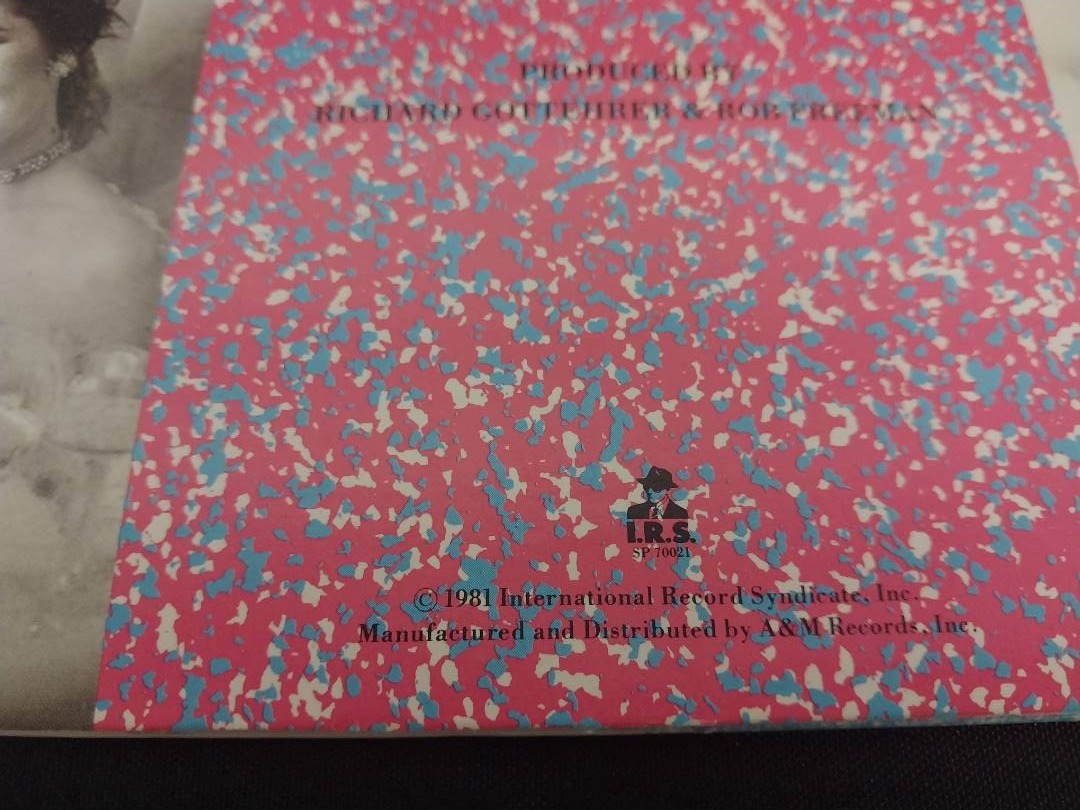 PRODUCED BY
RICHARD GOTTEHRER & ROB FREEMAN
I.R.S.
SP 70021
© 1981 International Record Syndicate, Inc.
Manufactured and Distributed by A&M Records, Inc.